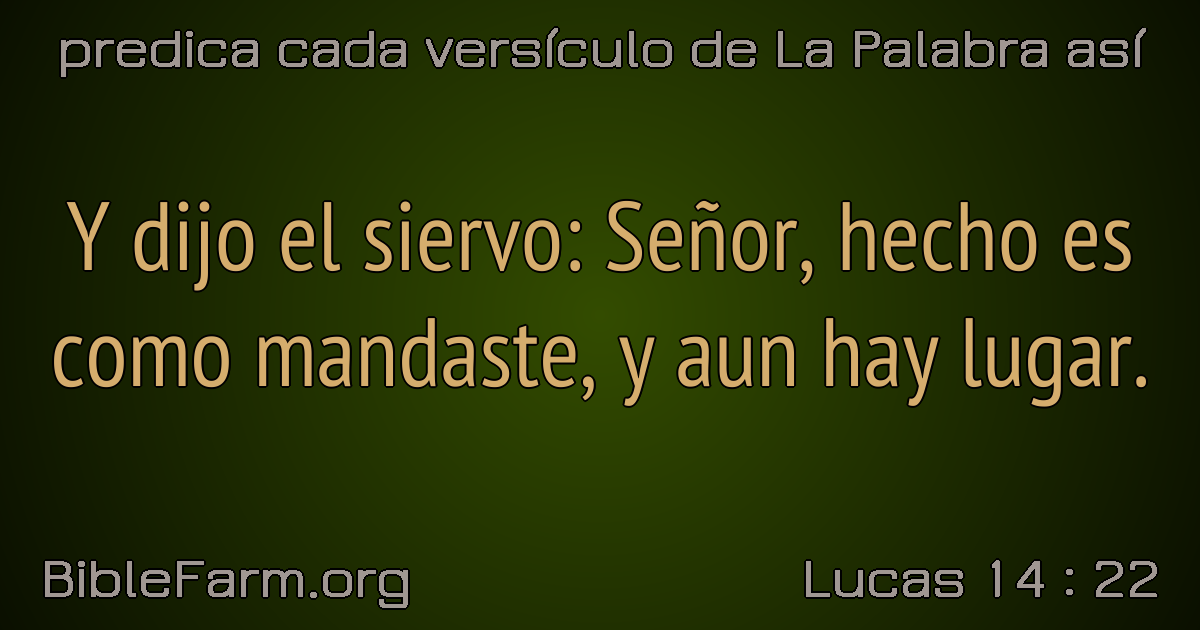 predica cada versículo de La Palabra así
Y dijo el siervo: Señor, hecho es
como mandaste, y aun hay lugar.
BibleFarm.org
Lucas 14 : 22